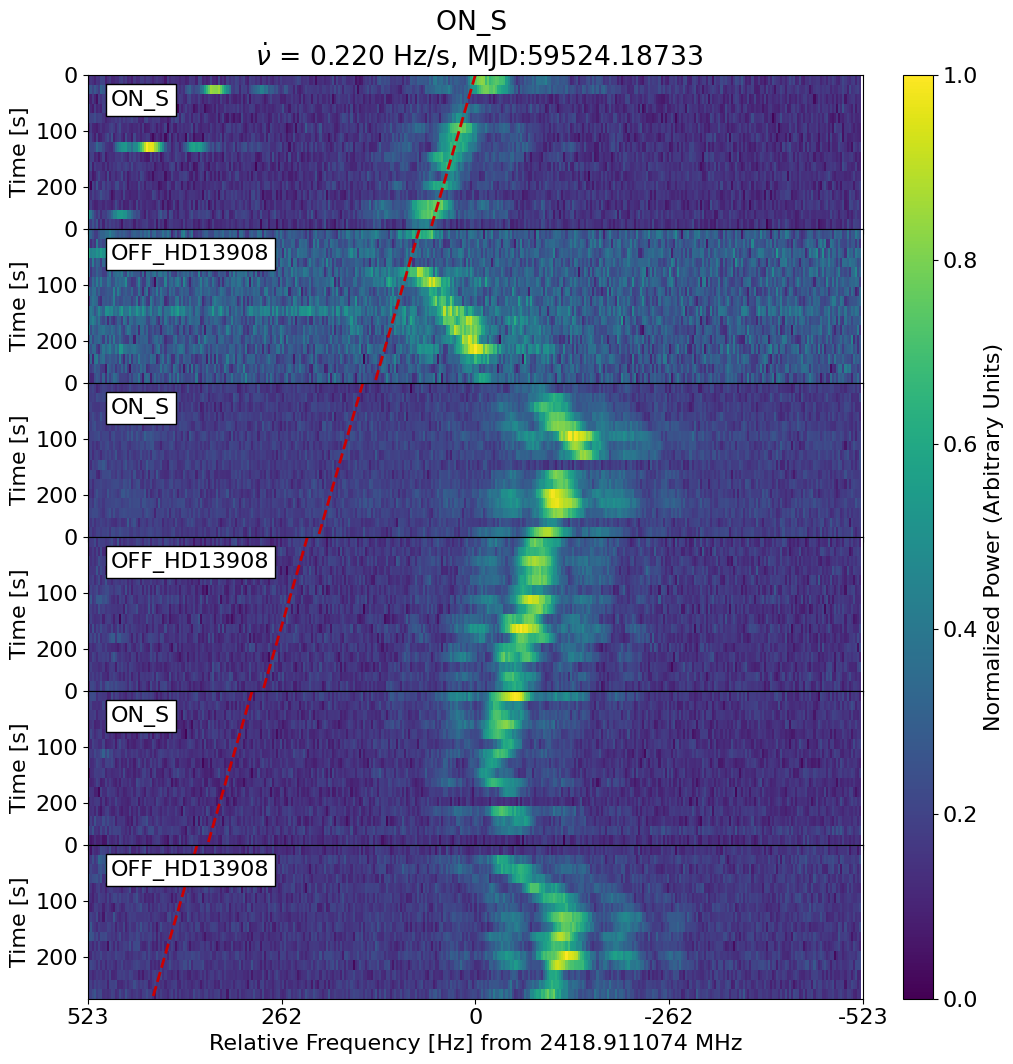 ON_S
ν̇ = 0.220 Hz/s, MJD:59524.18733
0
ON_S
100
200
Time [s]
0
OFF_HD13908
100
200
Time [s]
0
ON_S
100
200
Time [s]
0
OFF_HD13908
100
200
Time [s]
0
ON_S
100
200
Time [s]
0
OFF_HD13908
100
200
Time [s]
523 262 0 -262 -523
Relative Frequency [Hz] from 2418.911074 MHz
1.0
0.8
0.6
0.4
0.2
0.0
Normalized Power (Arbitrary Units)